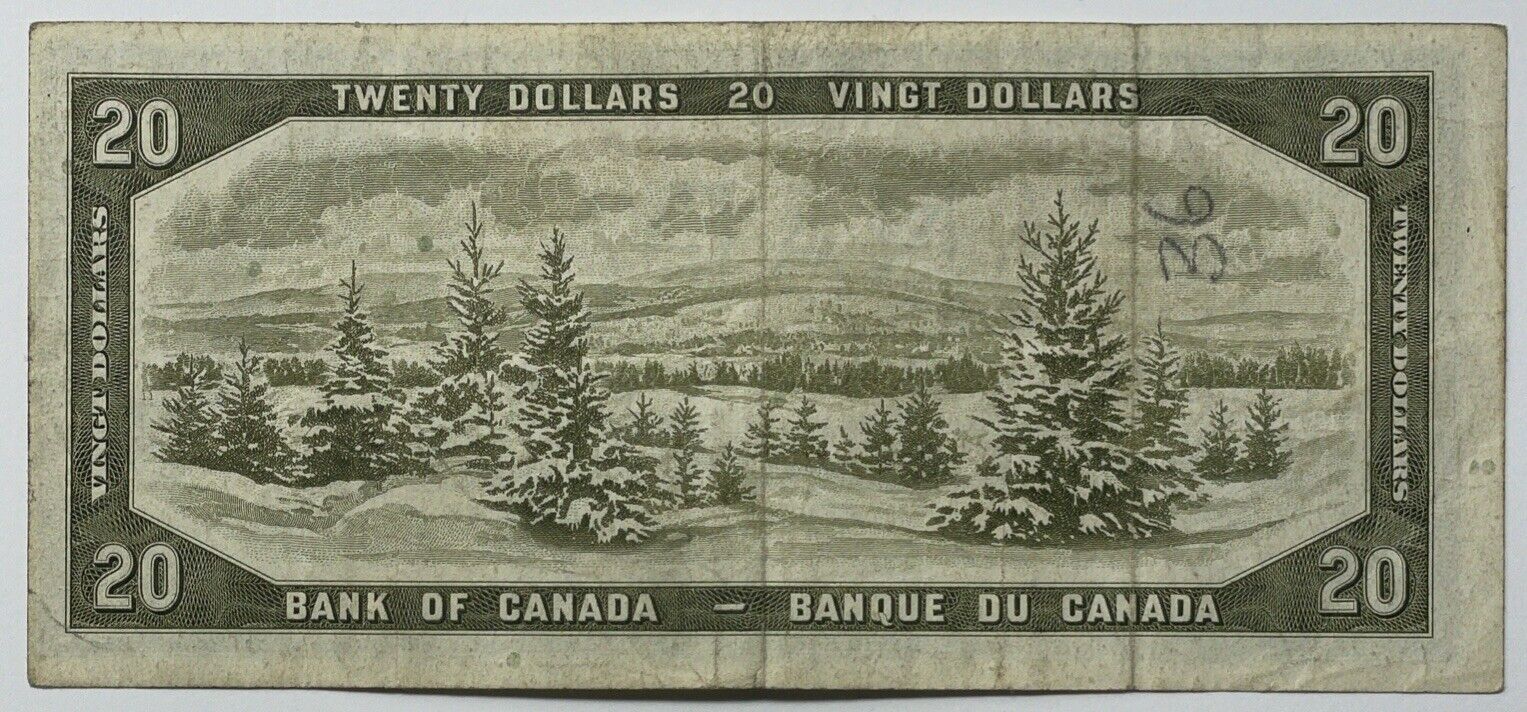 20 TWENTY DOLLARS 20 VINGT DOLLARS 20
VINGT DOLLARS
TWENTY DOLLARS
36
20 BANK OF CANADA — BANQUE DU CANADA 20